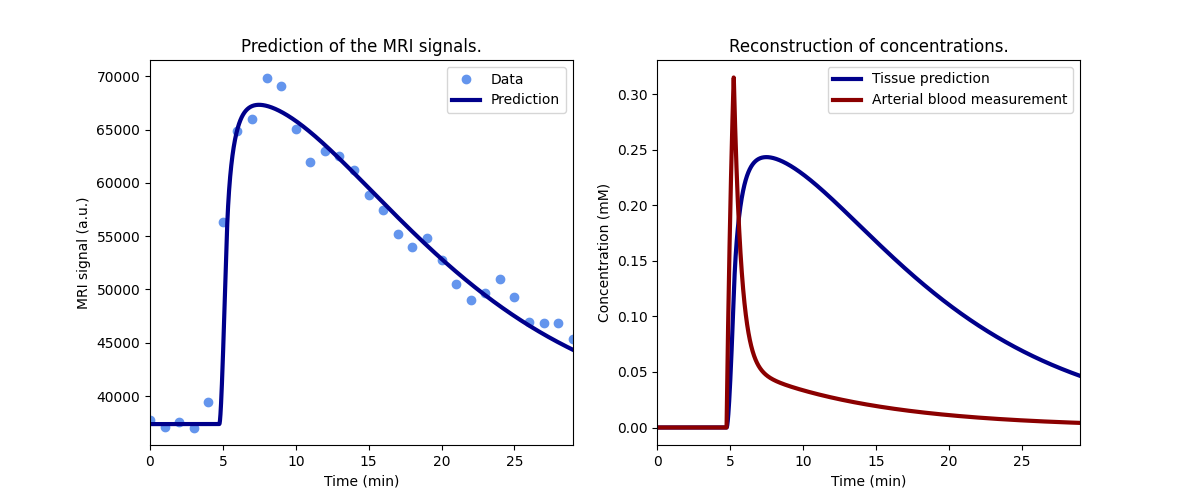 Prediction of the MRI signals.
MRI signal (a.u.)
70000
65000
60000
55000
50000
45000
40000
0
5
10
15
20
25
Time (min)
Data
Prediction
Reconstruction of concentrations.
Concentration (mM)
0.30
0.25
0.20
0.15
0.10
0.05
0.00
0
5
10
15
20
25
Time (min)
Tissue prediction
Arterial blood measurement